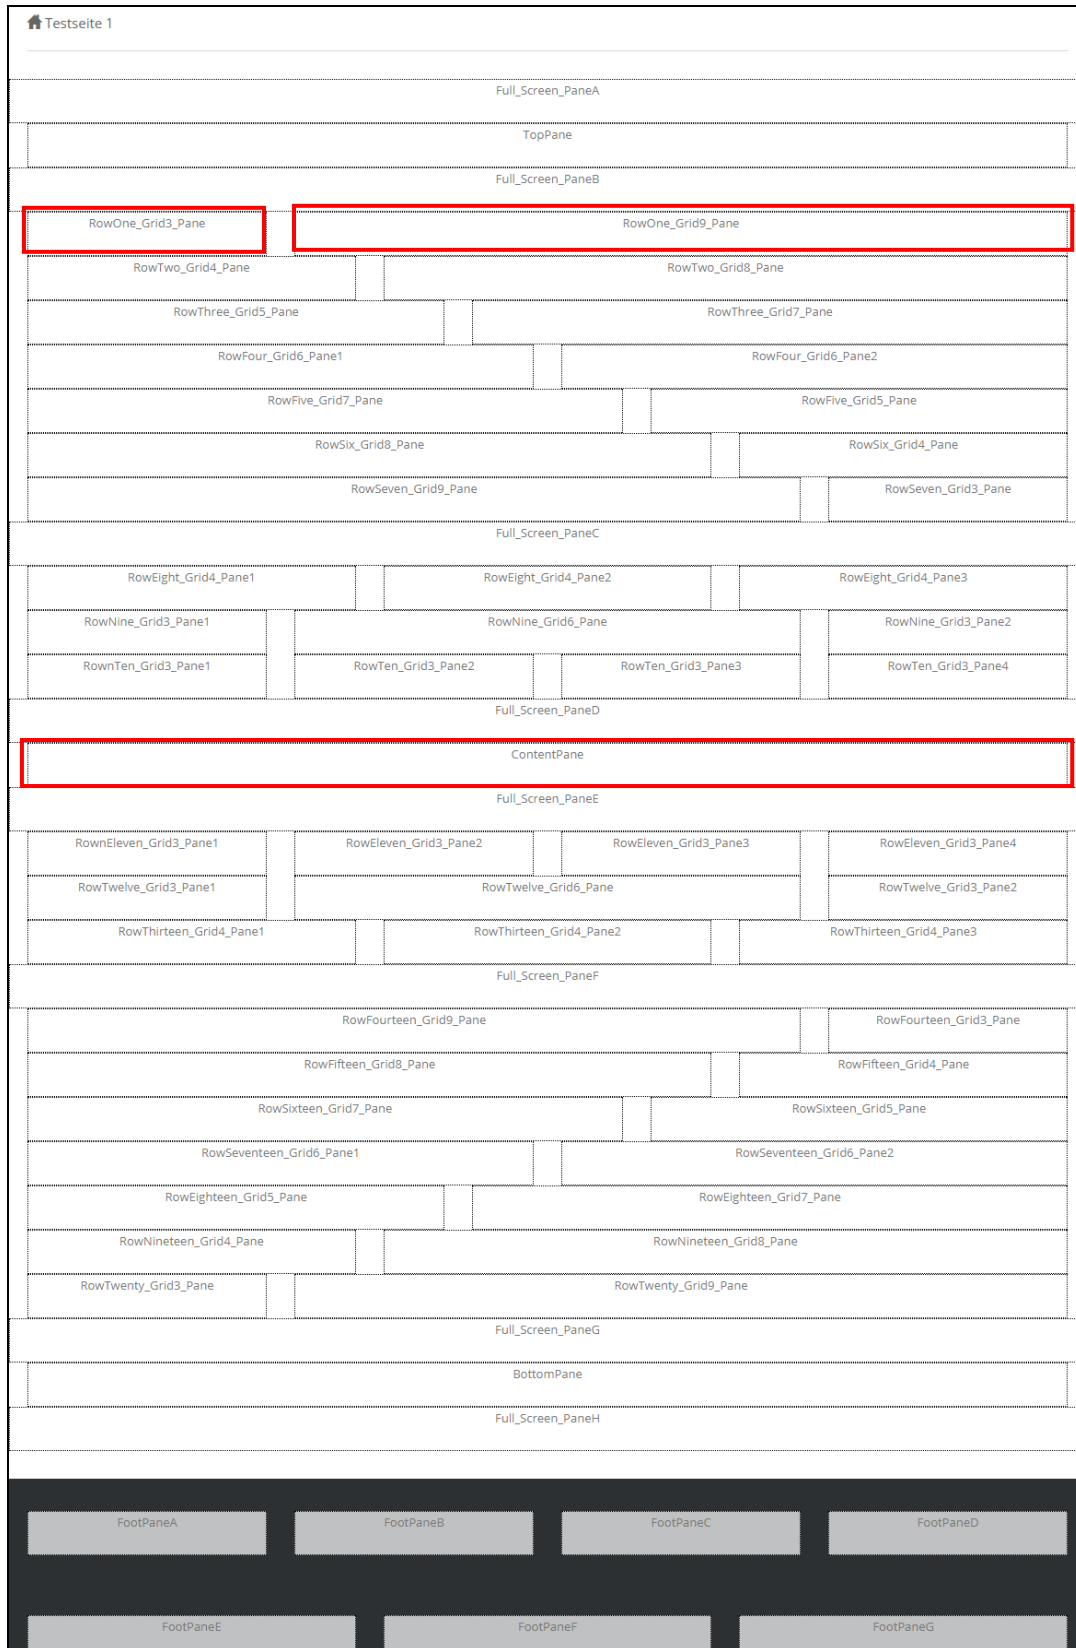 Testseite 1
Full_Screen_PaneA
TopPane
Full_Screen_PaneB
RowOne_Grid3_Pane RowOne_Grid9_Pane
RowTwo_Grid4_Pane RowTwo_Grid8_Pane
RowThree_Grid5_Pane RowThree_Grid7_Pane
RowFour_Grid6_Pane1 RowFour_Grid6_Pane2
RowFive_Grid7_Pane RowFive_Grid5_Pane
RowSix_Grid8_Pane RowSix_Grid4_Pane
RowSeven_Grid9_Pane RowSeven_Grid3_Pane
Full_Screen_PaneC
RowEight_Grid4_Pane1 RowEight_Grid4_Pane2 RowEight_Grid4_Pane3
RowNine_Grid3_Pane1 RowNine_Grid6_Pane RowNine_Grid3_Pane2
RownTen_Grid3_Pane1 RowTen_Grid3_Pane2 RowTen_Grid3_Pane3 RowTen_Grid3_Pane4
Full_Screen_PaneD
ContentPane
Full_Screen_PaneE
RownEleven_Grid3_Pane1 RowEleven_Grid3_Pane2 RowEleven_Grid3_Pane3 RowEleven_Grid3_Pane4
RowTwelve_Grid3_Pane1 RowTwelve_Grid6_Pane RowTwelve_Grid3_Pane2
RowThirteen_Grid4_Pane1 RowThirteen_Grid4_Pane2 RowThirteen_Grid4_Pane3
Full_Screen_PaneF
RowFourteen_Grid9_Pane RowFourteen_Grid3_Pane
RowFifteen_Grid8_Pane RowFifteen_Grid4_Pane
RowSixteen_Grid7_Pane RowSixteen_Grid5_Pane
RowSeventeen_Grid6_Pane1 RowSeventeen_Grid6_Pane2
RowEighteen_Grid5_Pane RowEighteen_Grid7_Pane
RowNineteen_Grid4_Pane RowNineteen_Grid8_Pane
RowTwenty_Grid3_Pane RowTwenty_Grid9_Pane
Full_Screen_PaneG
BottomPane
Full_Screen_PaneH
FootPaneA FootPaneB FootPaneC FootPaneD
FootPaneE FootPaneF FootPaneG